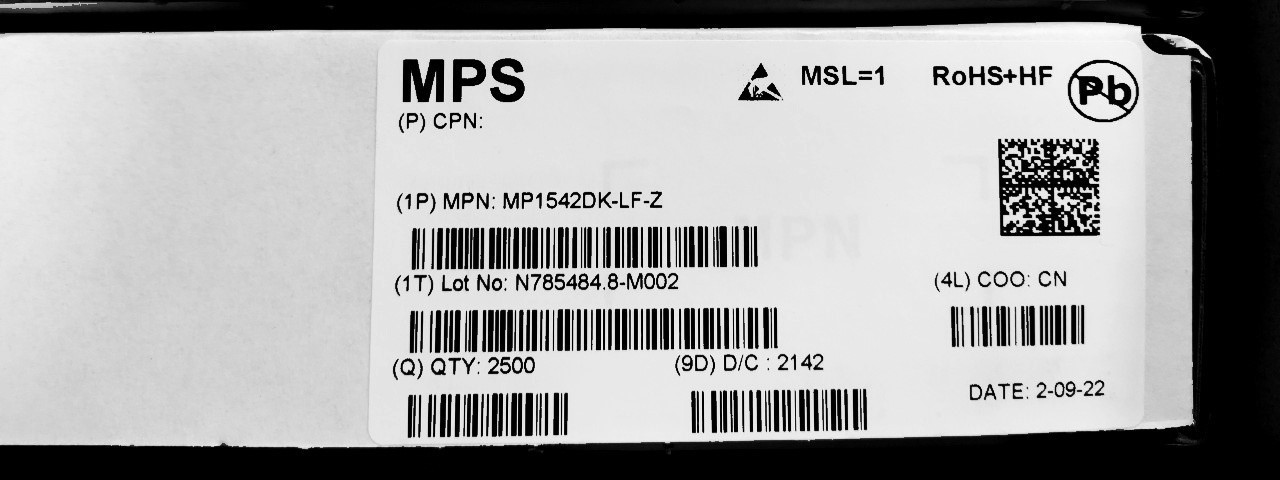 MPS
MSL=1
RoHS+HF
Pb
(P) CPN:
(1P) MPN: MP1542DK-LF-Z
(1T) Lot No: N785484.8-M002
(4L) COO: CN
(Q) QTY: 2500
(9D) D/C : 2142
DATE: 2-09-22